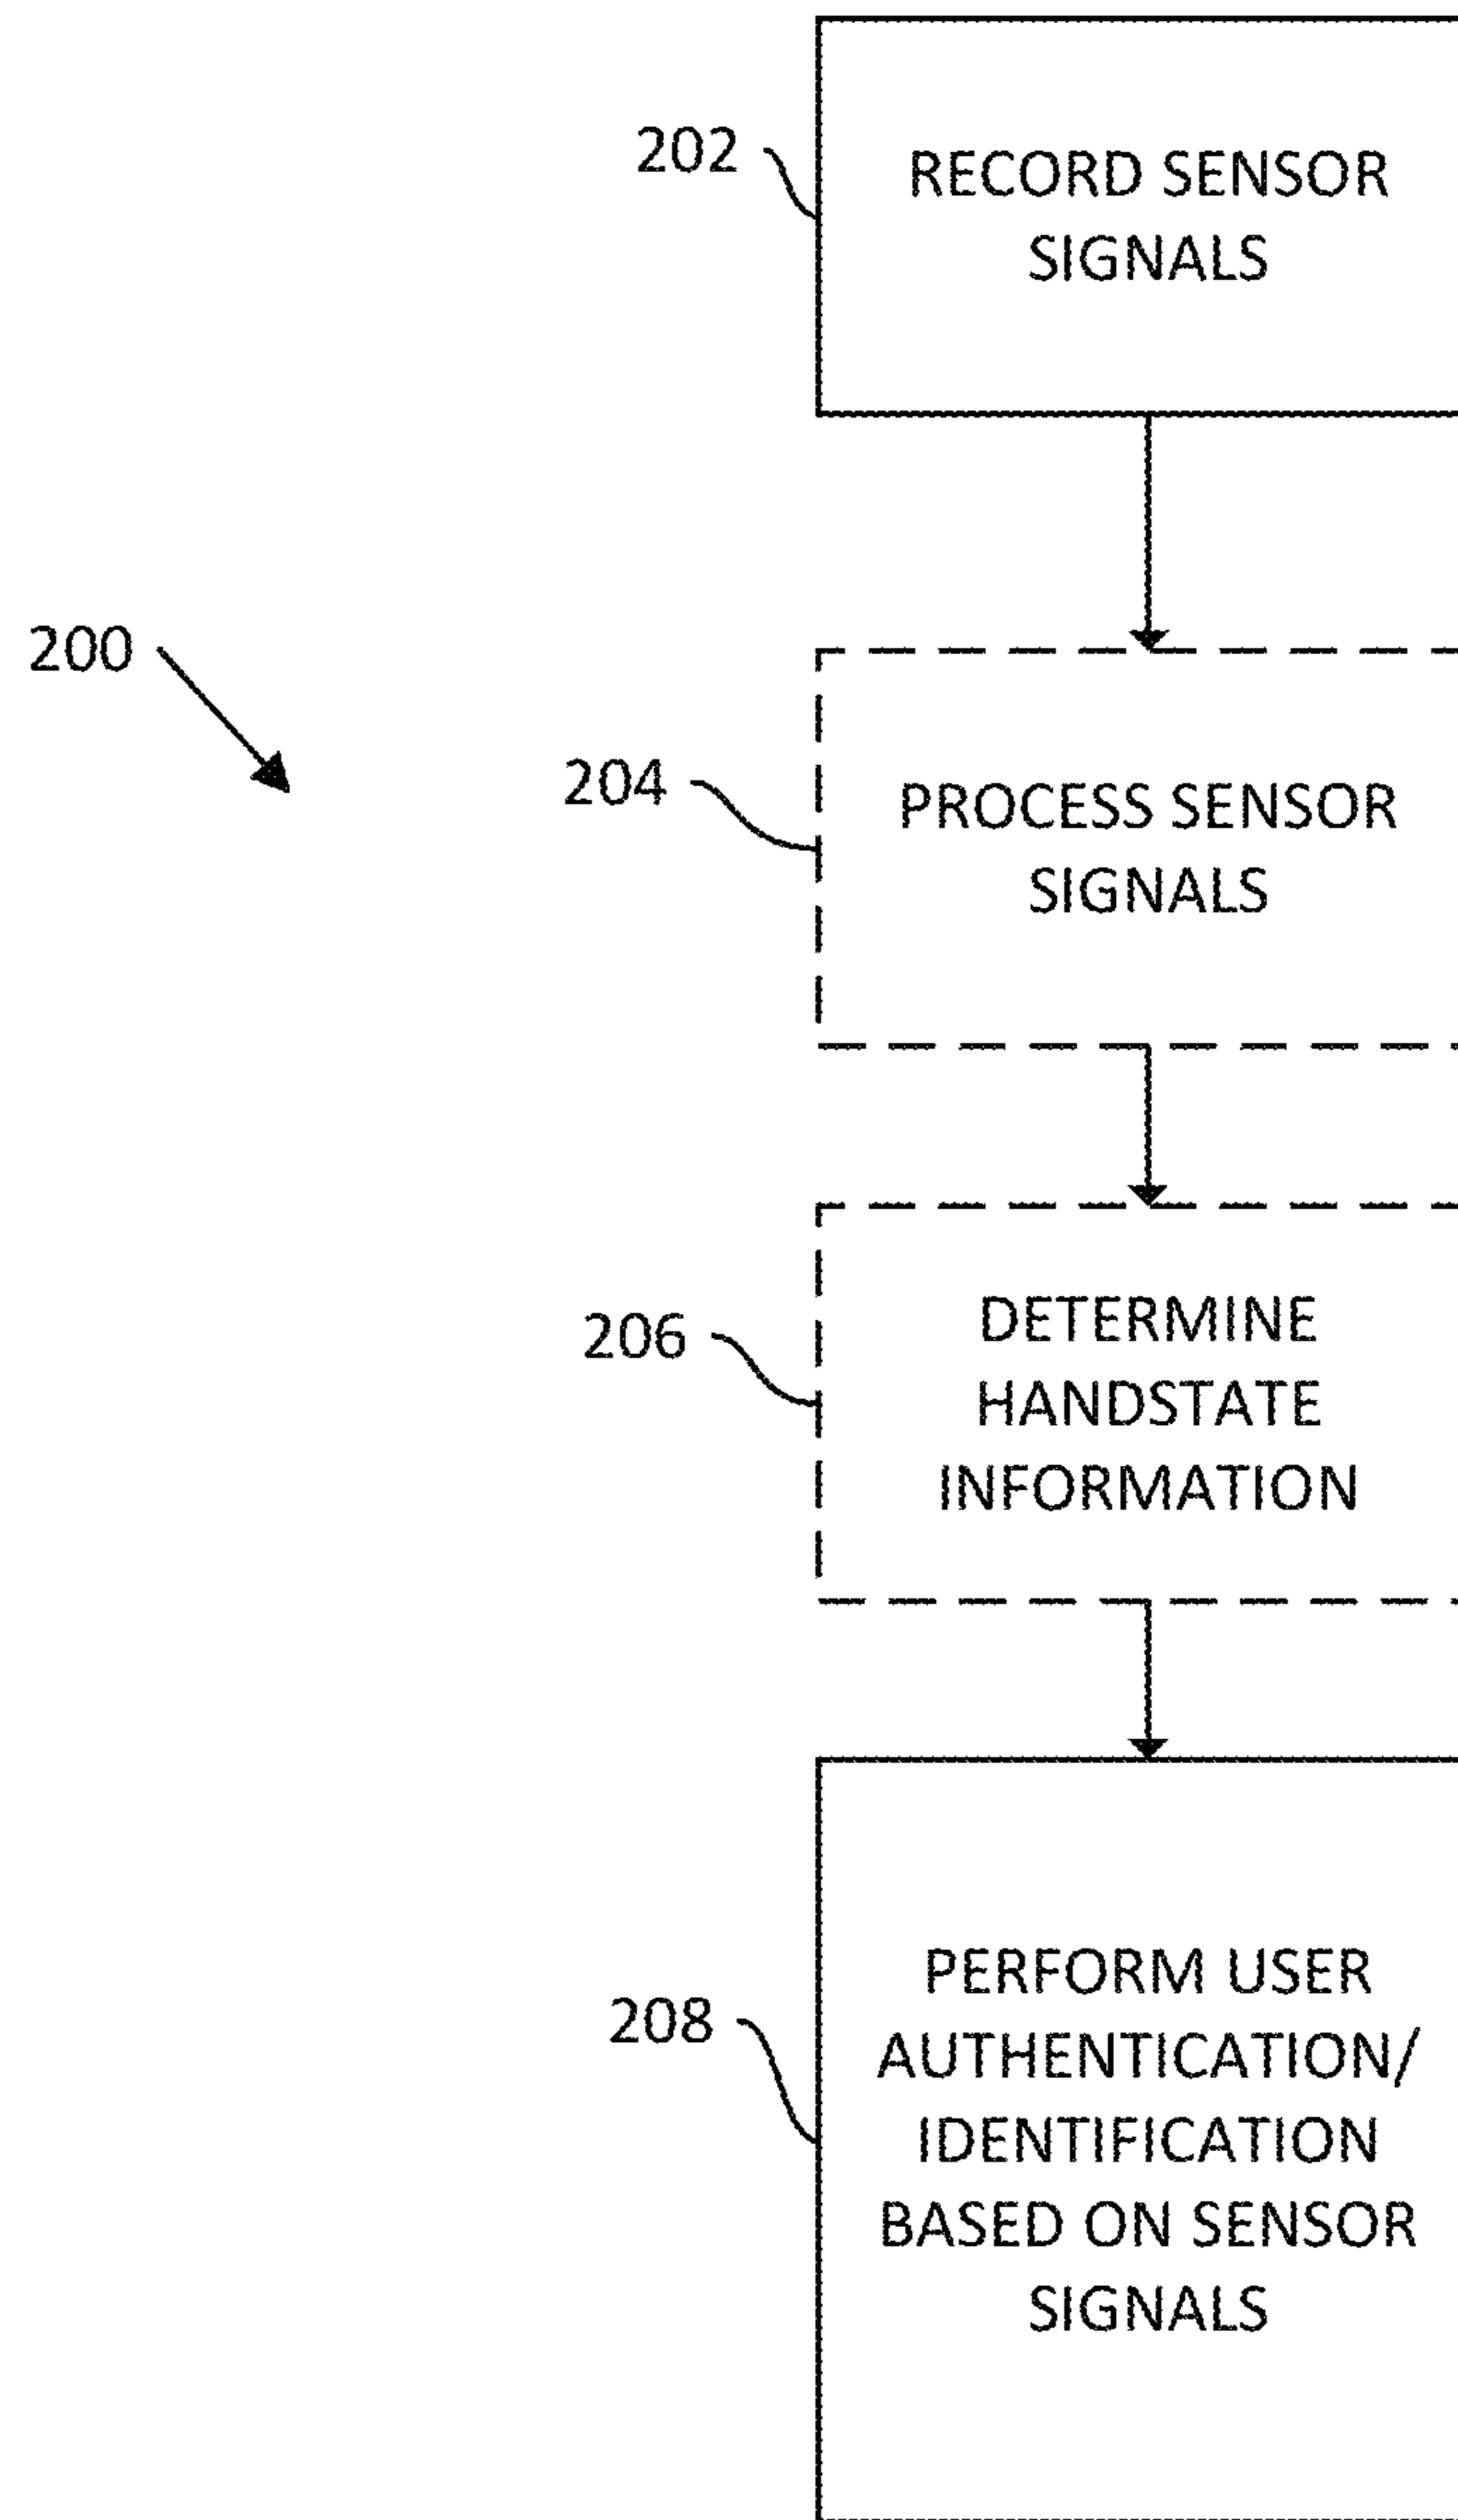 202
RECORD SENSOR
SIGNALS
200
204
PROCESS SENSOR
SIGNALS
206
DETERMINE
HANDSTATE
INFORMATION
208
PERFORM USER
AUTHENTICATION/
IDENTIFICATION
BASED ON SENSOR
SIGNALS